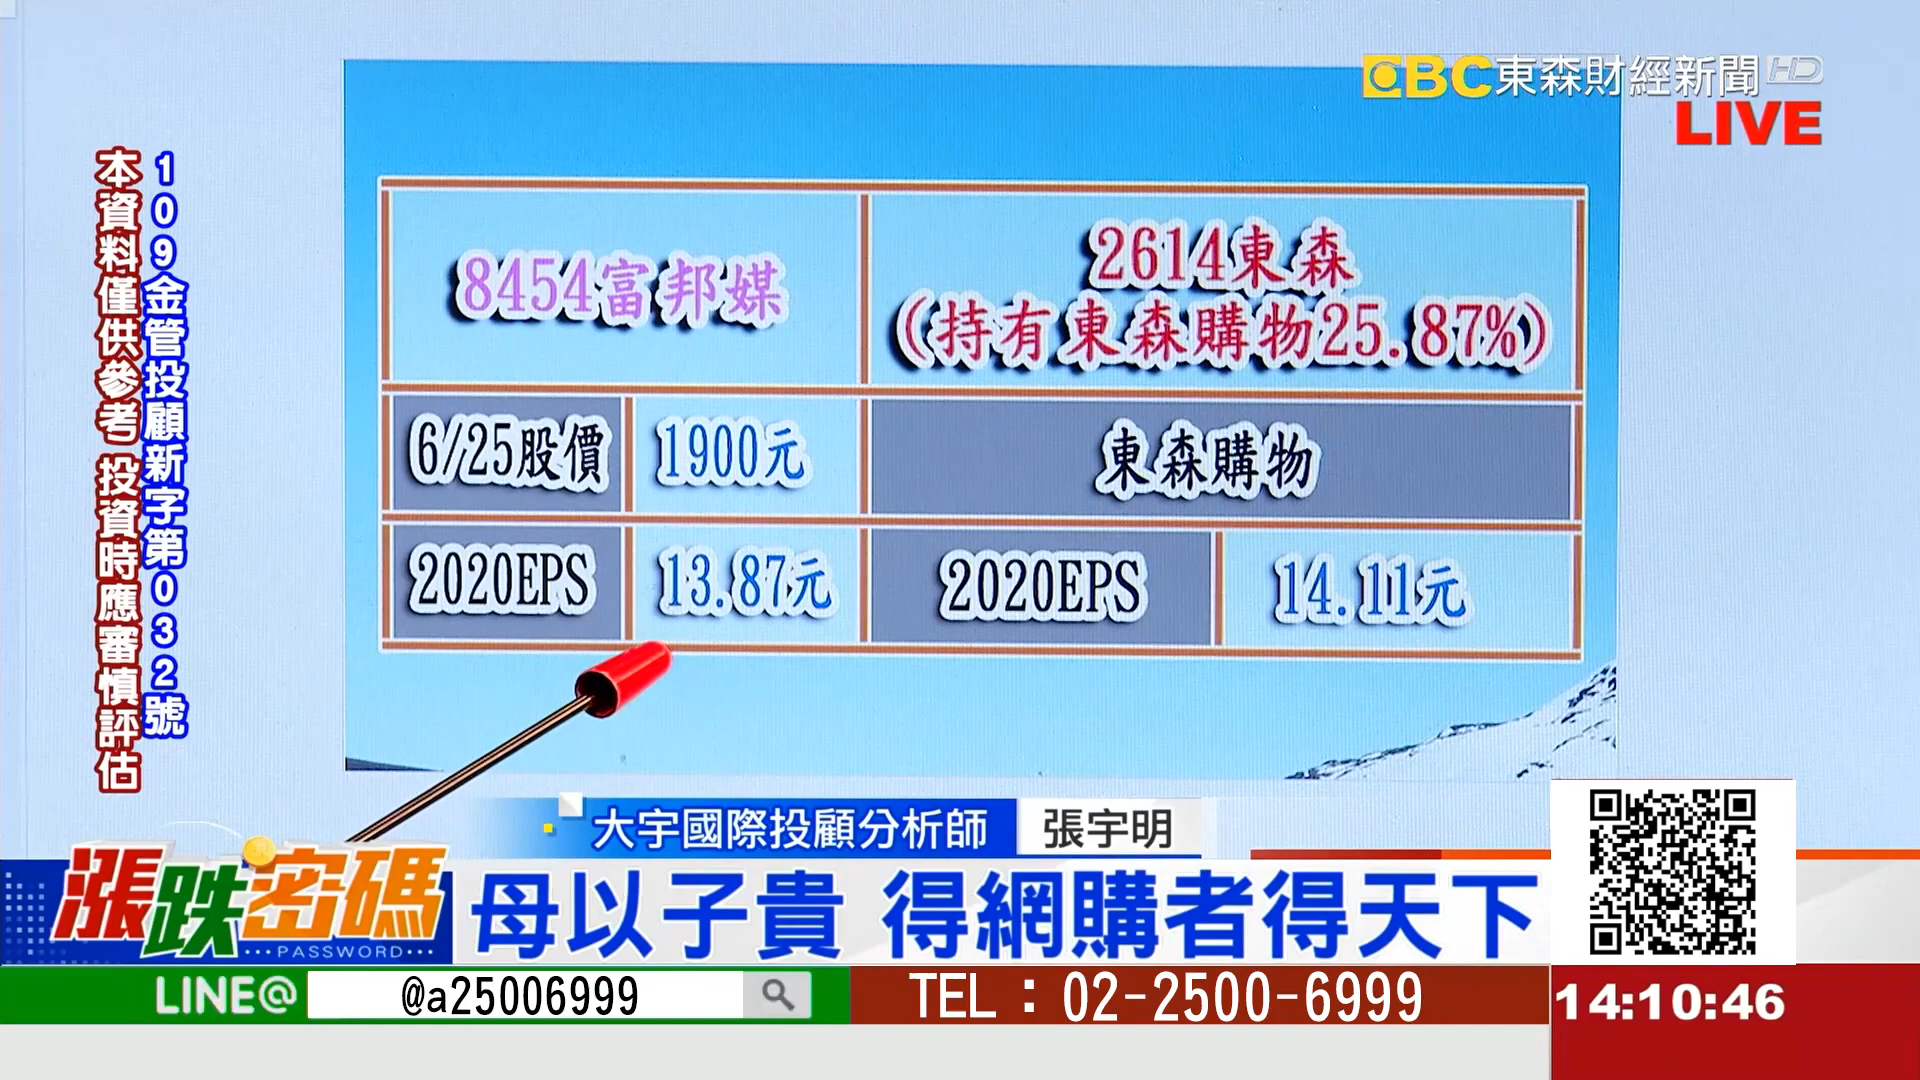 EBC東森財經新聞HD
LIVE
109金管投顧新字第032號
本資料僅供參考 投資時應審慎評估
8454富邦媒
2614東森
(持有東森購物25.87%)
6/25股價
1900元
東森購物
2020EPS
13.87元
2020EPS
14.11元
大宇國際投顧分析師
張宇明
漲跌密碼
PASSWORD
母以子貴 得網購者得天下
LINE@
@a25006999
TEL：02-2500-6999
14:10:46